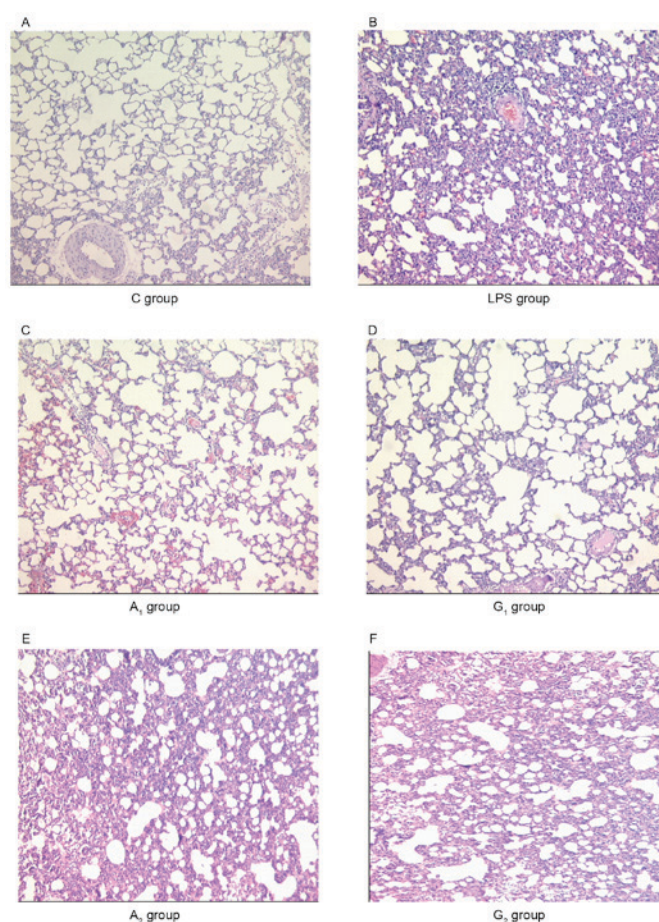 A
B
C group
LPS group
C
D
A₁ group
G₁ group
E
F
A₂ group
G₂ group